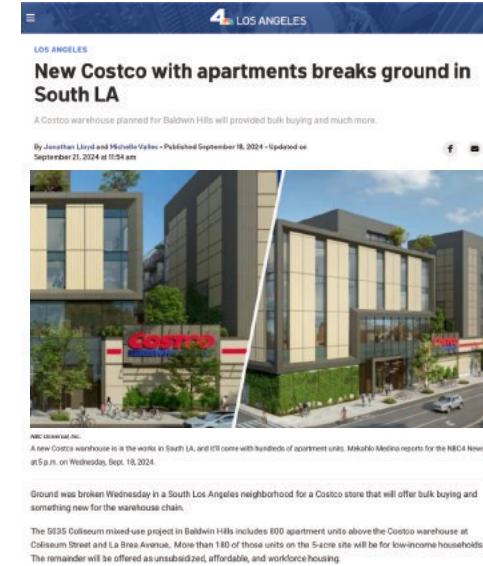 4 LOS ANGELES
LOS ANGELES
New Costco with apartments breaks ground in
South LA
A Costco warehouse planned for Baldwin Hills will provided bulk buying and much more.
By Jonathan Lloyd and Michelle Valles • Published September 18, 2024 • Updated on
September 21, 2024 at 11:54 am
COSTCO
NBC Universal, Inc.
A new Costco warehouse is in the works in South LA, and it'll come with hundreds of apartment units. Mekahlo Medina reports for the NBC4 News
at 5 p.m. on Wednesday, Sept. 18, 2024.
Ground was broken Wednesday in a South Los Angeles neighborhood for a Costco store that will offer bulk buying and
something new for the warehouse chain.
The 5035 Coliseum mixed-use project in Baldwin Hills includes 800 apartment units above the Costco warehouse at
Coliseum Street and La Brea Avenue. More than 180 of those units on the 5-acre site will be for low-income households.
The remainder will be offered as unsubsidized, affordable, and workforce housing.